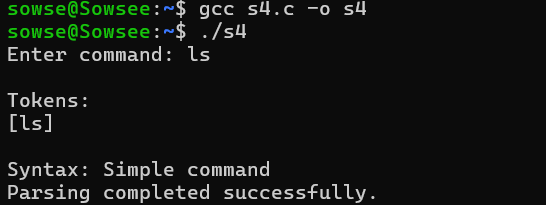 sowse@Sowsee:~$ gcc s4.c -o s4
sowse@Sowsee:~$ ./s4
Enter command: ls
Tokens:
[ls]
Syntax: Simple command
Parsing completed successfully.